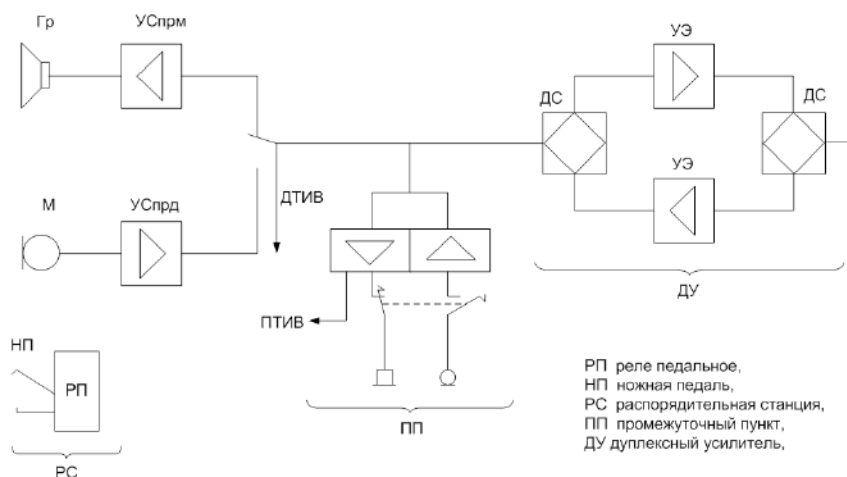 Гр
УСпрм
УЭ
ДС
ДС
М
УСпрд
ДТИВ
УЭ
ДУ
ПТИВ
НП
РП
ПП
РС
РП реле педальное,
НП ножная педаль,
РС распорядительная станция,
ПП промежуточный пункт,
ДУ дуплексный усилитель,